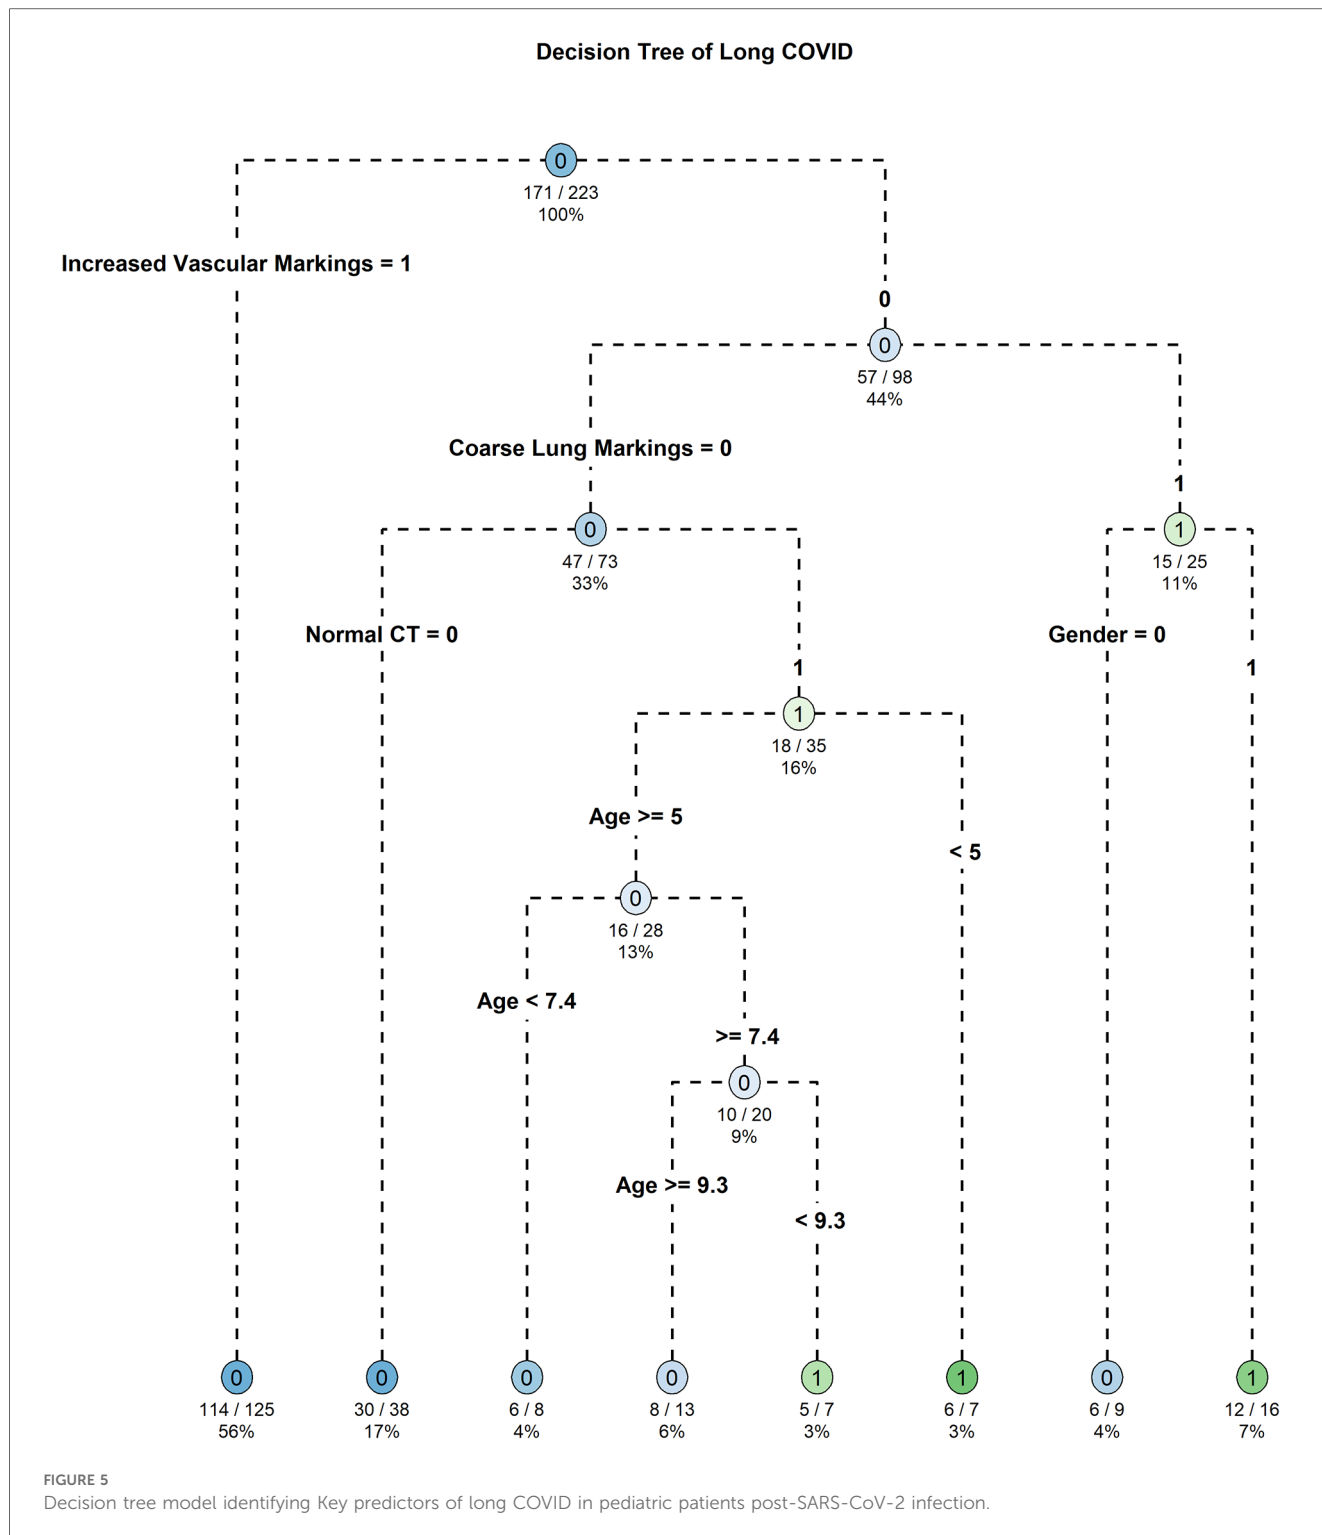 Decision Tree of Long COVID
0
171 / 223
100%
Increased Vascular Markings = 1
0
0
57 / 98
44%
Coarse Lung Markings = 0
1
0
47 / 73
33%
1
15 / 25
11%
Normal CT = 0
1
Gender = 0
1
1
18 / 35
16%
Age >= 5
< 5
0
16 / 28
13%
Age < 7.4
>= 7.4
0
10 / 20
9%
Age >= 9.3
< 9.3
0
114 / 125
56%
0
30 / 38
17%
0
6 / 8
4%
0
8 / 13
6%
1
5 / 7
3%
1
6 / 7
3%
0
6 / 9
4%
1
12 / 16
7%
FIGURE 5
Decision tree model identifying Key predictors of long COVID in pediatric patients post-SARS-CoV-2 infection.